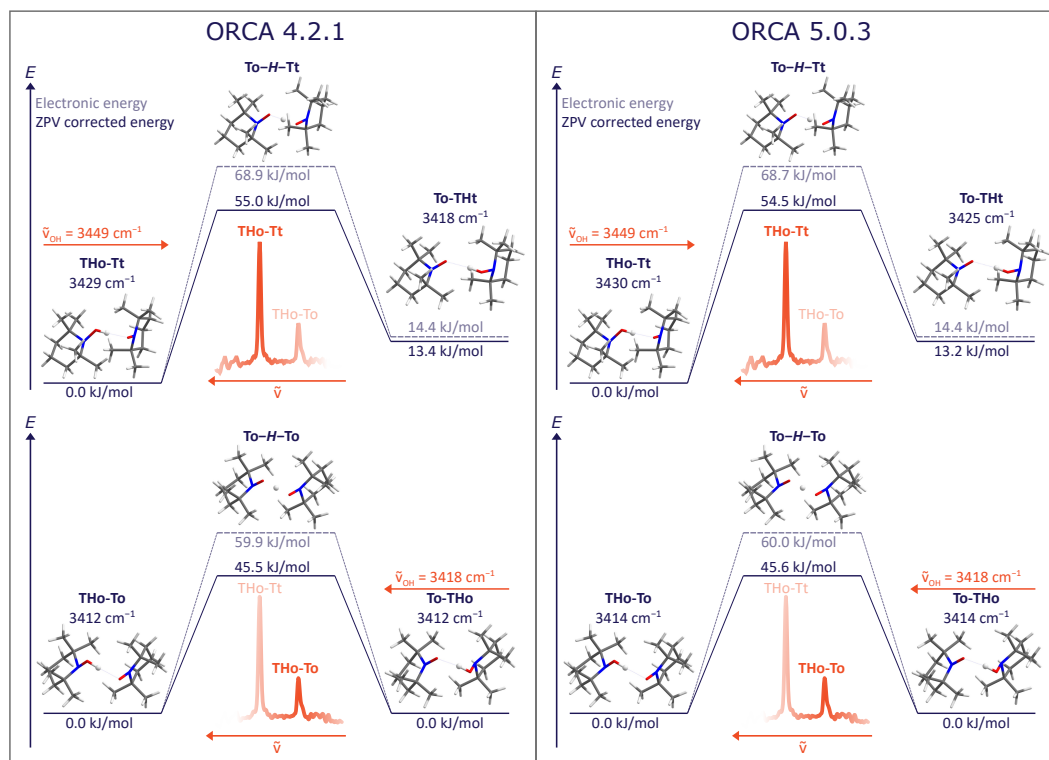 ORCA 4.2.1
E
To–H–Tt
Electronic energy
ZPV corrected energy
68.9 kJ/mol
55.0 kJ/mol
To-THt
3418 cm⁻¹
ṽOH = 3449 cm⁻¹
THo-Tt
THo-Tt
3429 cm⁻¹
THo-To
14.4 kJ/mol
13.4 kJ/mol
0.0 kJ/mol
ṽ
E
To–H–To
59.9 kJ/mol
45.5 kJ/mol
ṽOH = 3418 cm⁻¹
THo-Tt
THo-To
3412 cm⁻¹
To-THo
3412 cm⁻¹
THo-To
0.0 kJ/mol
0.0 kJ/mol
ṽ
ORCA 5.0.3
E
To–H–Tt
Electronic energy
ZPV corrected energy
68.7 kJ/mol
54.5 kJ/mol
To-THt
3425 cm⁻¹
ṽOH = 3449 cm⁻¹
THo-Tt
THo-Tt
3430 cm⁻¹
THo-To
14.4 kJ/mol
13.2 kJ/mol
0.0 kJ/mol
ṽ
E
To–H–To
60.0 kJ/mol
45.6 kJ/mol
ṽOH = 3418 cm⁻¹
THo-Tt
THo-To
3414 cm⁻¹
To-THo
3414 cm⁻¹
THo-To
0.0 kJ/mol
0.0 kJ/mol
ṽ